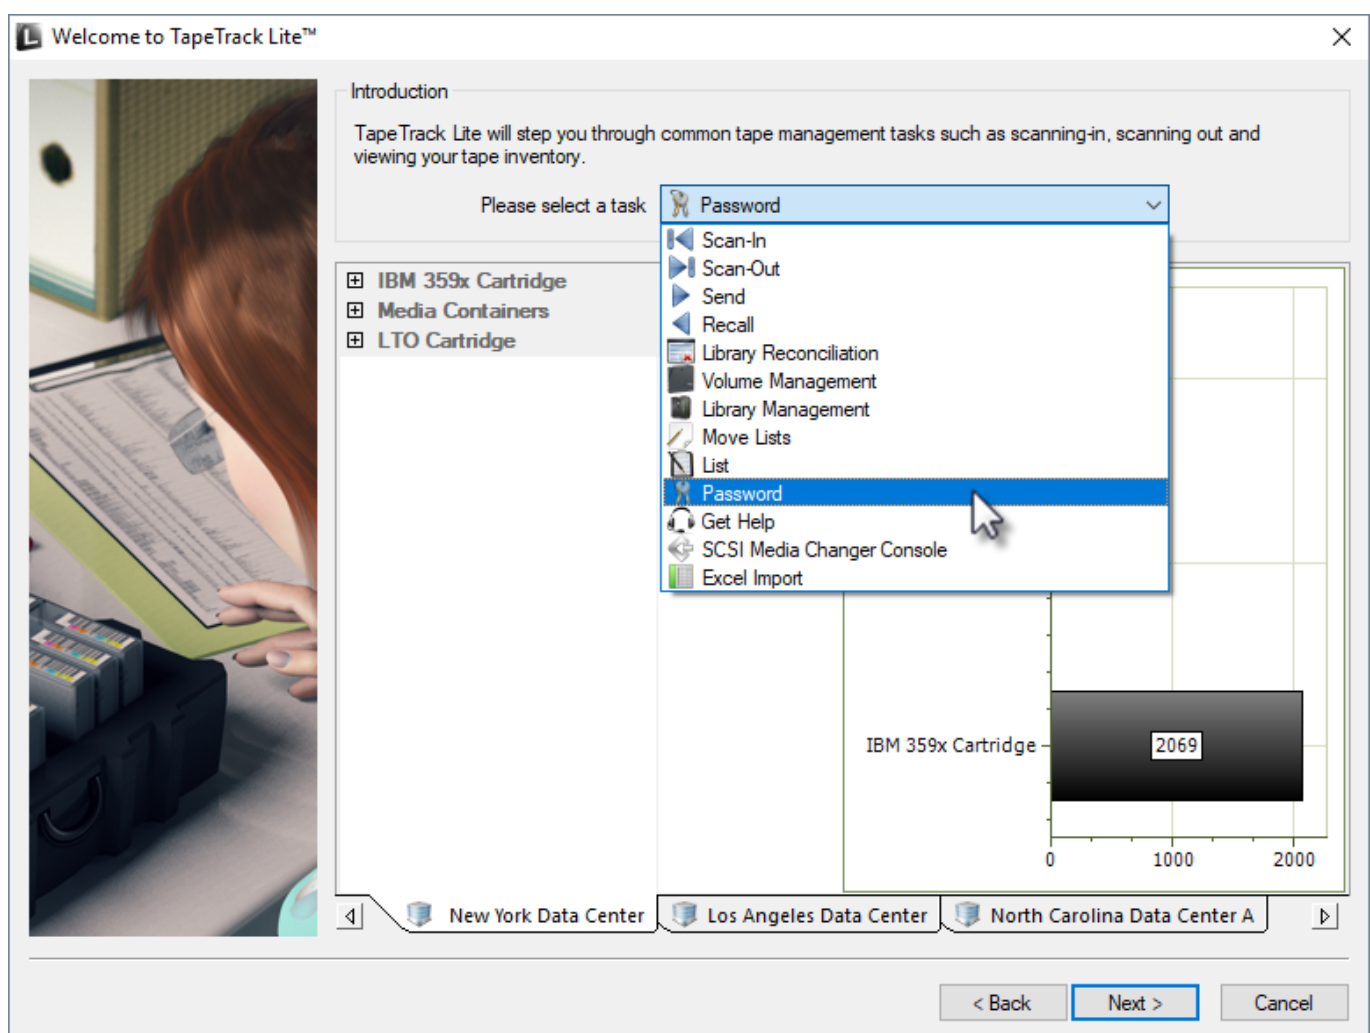 Welcome to TapeTrack Lite™
Introduction
TapeTrack Lite will step you through common tape management tasks such as scanning-in, scanning out and
viewing your tape inventory.
Please select a task
Password
Scan-In
Scan-Out
Send
Recall
Library Reconciliation
Volume Management
Library Management
Move Lists
List
Password
Get Help
SCSI Media Changer Console
Excel Import
IBM 359x Cartridge
Media Containers
LTO Cartridge
IBM 359x Cartridge
2069
0 1000 2000
New York Data Center Los Angeles Data Center North Carolina Data Center A
< Back Next > Cancel